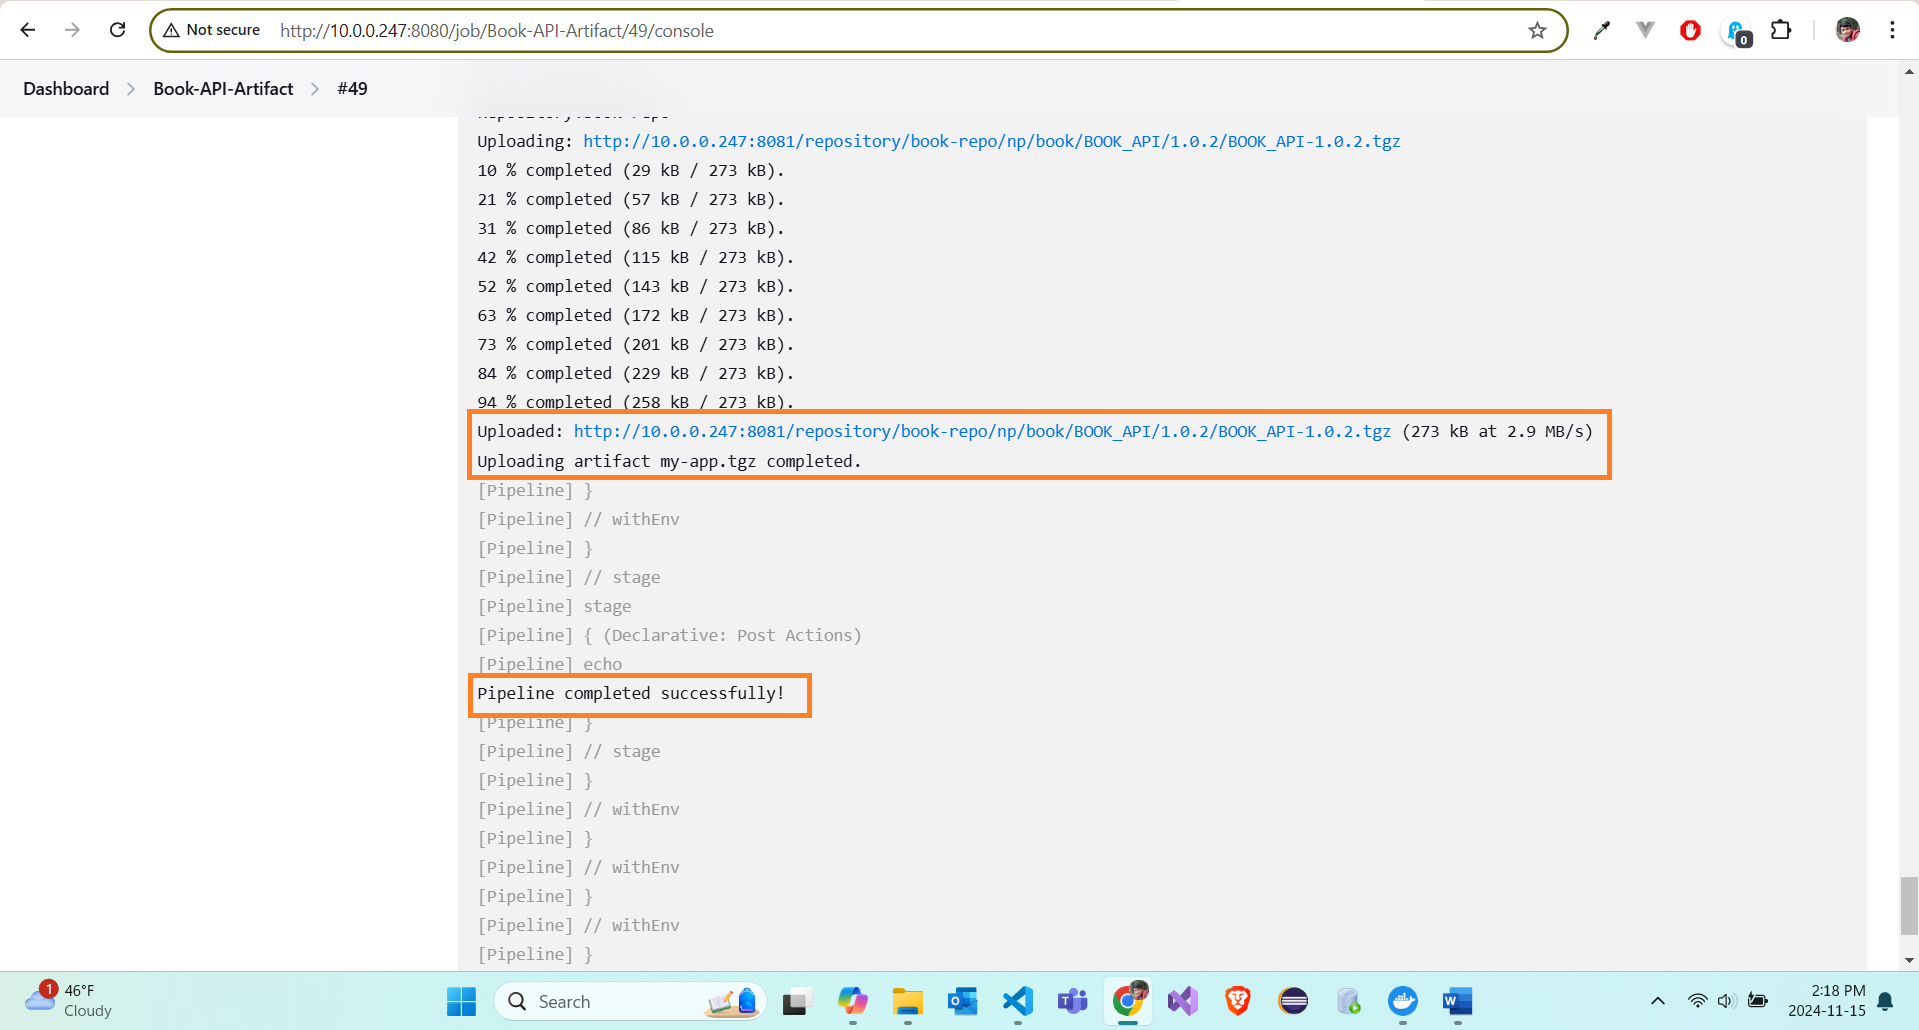 Not secure http://10.0.0.247:8080/job/Book-API-Artifact/49/console
0
Dashboard Book-API-Artifact #49
Uploading: http://10.0.0.247:8081/repository/book-repo/np/book/BOOK_API/1.0.2/BOOK_API-1.0.2.tgz
10 % completed (29 kB / 273 kB).
21 % completed (57 kB / 273 kB).
31 % completed (86 kB / 273 kB).
42 % completed (115 kB / 273 kB).
52 % completed (143 kB / 273 kB).
63 % completed (172 kB / 273 kB).
73 % completed (201 kB / 273 kB).
84 % completed (229 kB / 273 kB).
94 % completed (258 kB / 273 kB).
Uploaded: http://10.0.0.247:8081/repository/book-repo/np/book/BOOK_API/1.0.2/BOOK_API-1.0.2.tgz (273 kB at 2.9 MB/s)
Uploading artifact my-app.tgz completed.
[Pipeline] }
[Pipeline] // withEnv
[Pipeline] }
[Pipeline] // stage
[Pipeline] stage
[Pipeline] { (Declarative: Post Actions)
[Pipeline] echo
Pipeline completed successfully!
[Pipeline] }
[Pipeline] // stage
[Pipeline] }
[Pipeline] // withEnv
[Pipeline] }
[Pipeline] // withEnv
[Pipeline] }
[Pipeline] // withEnv
[Pipeline] }
1
46°F
Cloudy
Search
2:18 PM
2024-11-15